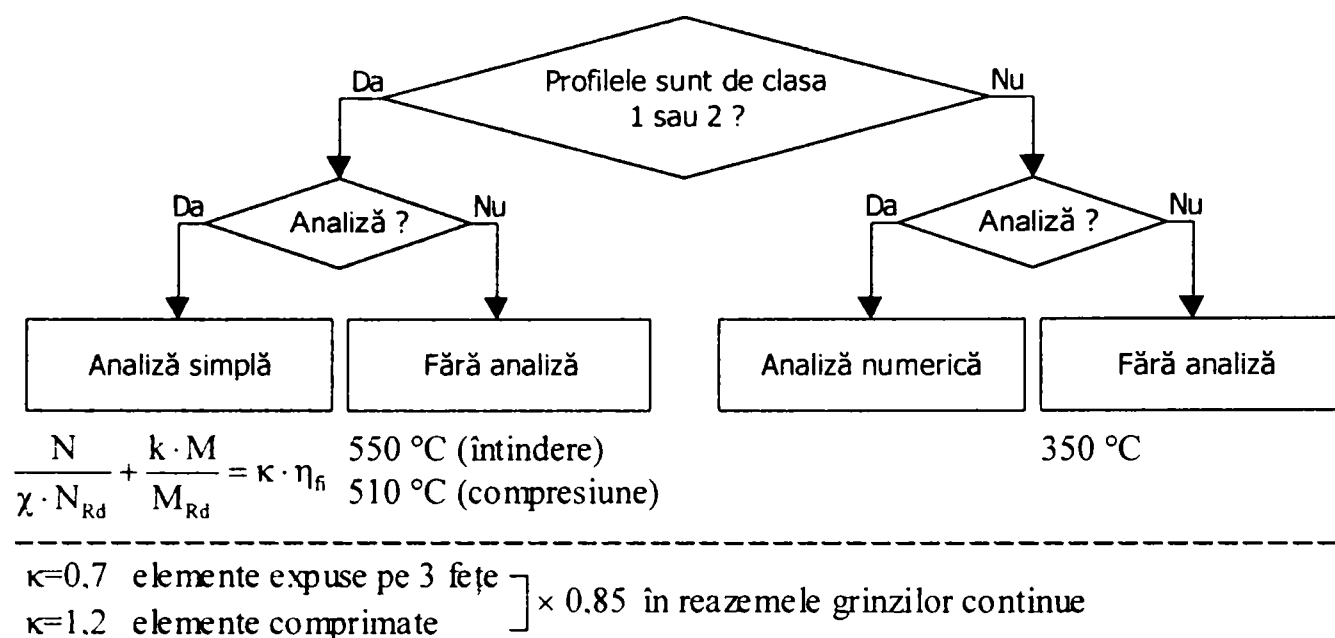 Profilele sunt de clasa
1 sau 2 ?
Da
Nu
Analiză ?
Da
Nu
Analiză ?
Da
Nu
Analiză simplă
Fără analiză
Analiză numerică
Fără analiză
N / (χ · N_Rd) + k · M / M_Rd = κ · η_fi
550 °C (întindere)
510 °C (compresiune)
350 °C
κ=0.7 elemente expuse pe 3 fețe
κ=1.2 elemente comprimate
× 0.85 în reazemele grinzilor continue